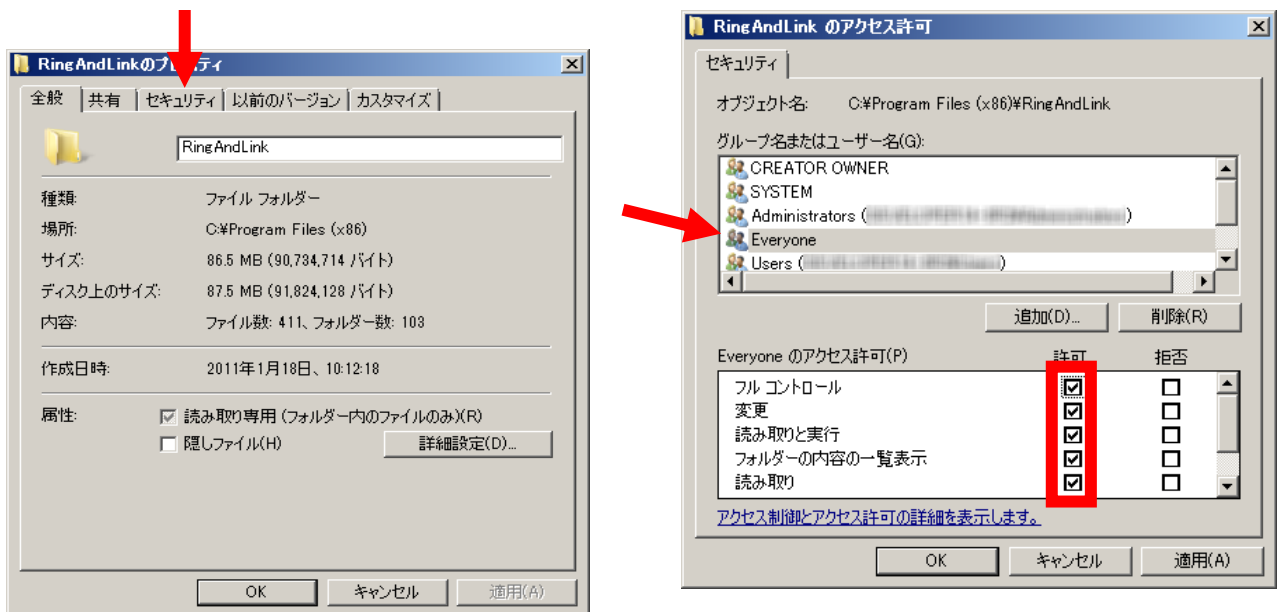 RingAndLinkのプ ティ
全般 共有 セキュリティ 以前のバージョン カスタマイズ
RingAndLink
種類: ファイル フォルダー
場所: C:¥Program Files (x86)
サイズ: 86.5 MB (90,734,714 バイト)
ディスク上のサイズ: 87.5 MB (91,824,128 バイト)
内容: ファイル数: 411、フォルダー数: 103
作成日時: 2011年1月18日、10:12:18
属性: 読み取り専用 (フォルダー内のファイルのみ)(R)
隠しファイル(H) 詳細設定(D)...
OK キャンセル 適用(A)
RingAndLink のアクセス許可
セキュリティ
オブジェクト名: C:¥Program Files (x86)¥RingAndLink
グループ名またはユーザー名(G):
CREATOR OWNER
SYSTEM
Administrators ( )
Everyone
Users ( )
追加(D)... 削除(R)
Everyone のアクセス許可(P) 許可 拒否
フル コントロール
変更
読み取りと実行
フォルダーの内容の一覧表示
読み取り
アクセス制御とアクセス許可の詳細を表示します。
OK キャンセル 適用(A)